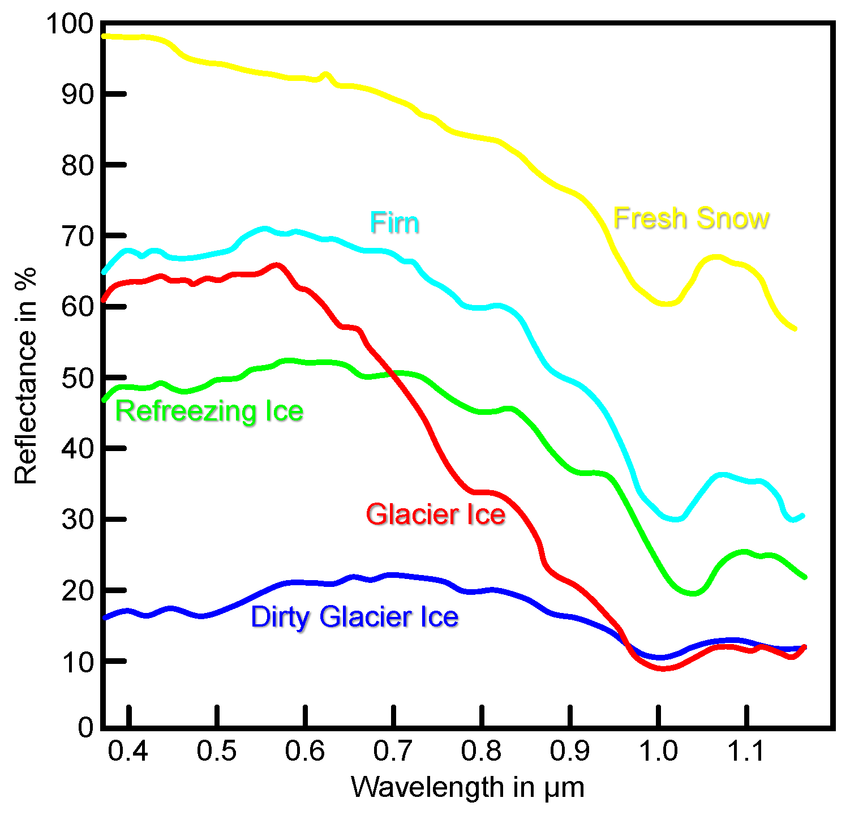 100
90
80
70
60
50
40
30
20
10
0
Reflectance in %
Fresh Snow
Firn
Refreezing Ice
Glacier Ice
Dirty Glacier Ice
0.4 0.5 0.6 0.7 0.8 0.9 1.0 1.1
Wavelength in µm